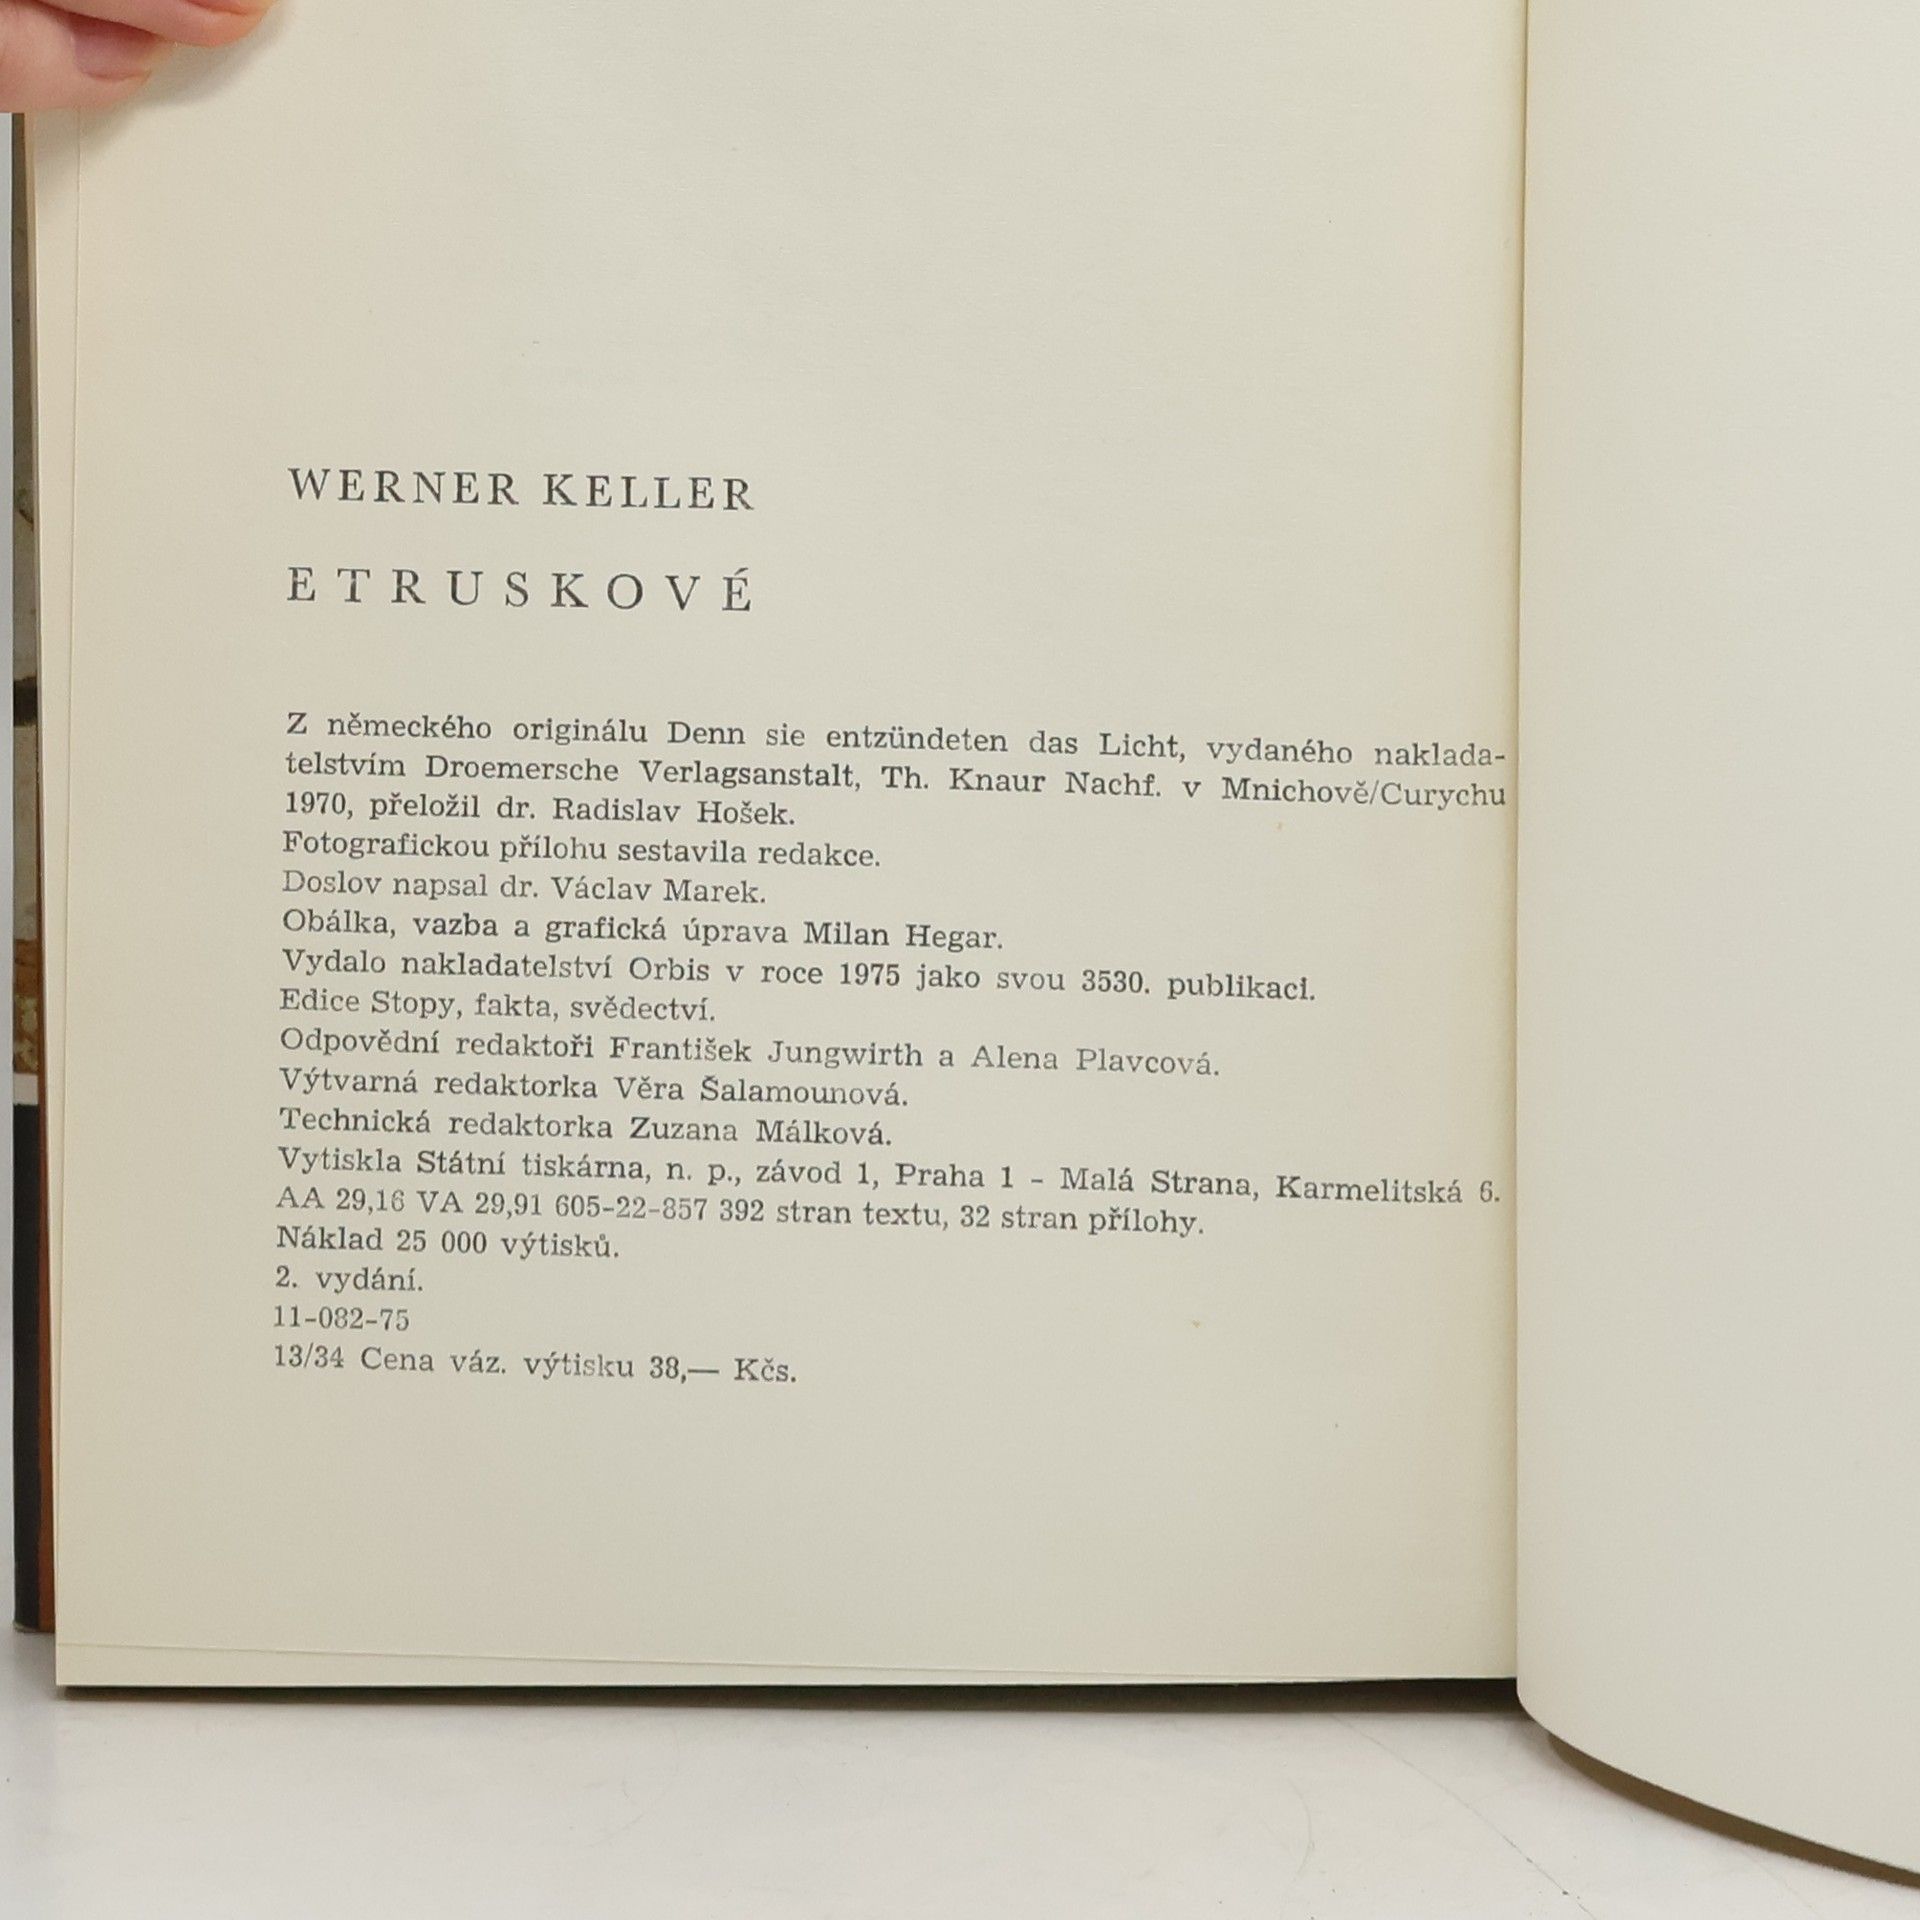 WERNER KELLER
ETRUSKOVÉ
Z německého originálu Denn sie entzündeten das Licht, vydaného naklada-
telstvím Droemersche Verlagsanstalt, Th. Knaur Nachf. v Mnichově/Curychu
1970, přeložil dr. Radislav Hošek.
Fotografickou přílohu sestavila redakce.
Doslov napsal dr. Václav Marek.
Obálka, vazba a grafická úprava Milan Hegar.
Vydalo nakladatelství Orbis v roce 1975 jako svou 3530. publikaci.
Edice Stopy, fakta, svědectví.
Odpovědní redaktoři František Jungwirth a Alena Plavcová.
Výtvarná redaktorka Věra Šalamounová.
Technická redaktorka Zuzana Málková.
Vytiskla Státní tiskárna, n. p., závod 1, Praha 1 – Malá Strana, Karmelitská 6.
AA 29,16 VA 29,91 605-22-857 392 stran textu, 32 stran přílohy.
Náklad 25 000 výtisků.
2. vydání.
11-082-75
13/34 Cena váz. výtisku 38,— Kčs.